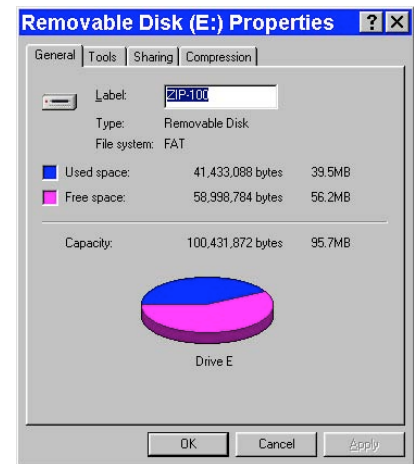 Removable Disk (E:) Properties ? ×
General Tools Sharing Compression
Label: ZIP-100
Type: Removable Disk
File system: FAT
Used space: 41,433,088 bytes 39.5MB
Free space: 58,998,784 bytes 56.2MB
Capacity: 100,431,872 bytes 95.7MB
Drive E
OK Cancel Apply